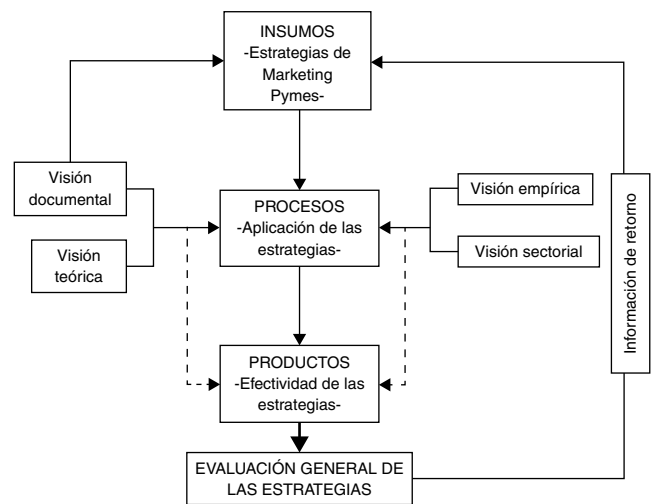 INSUMOS
-Estrategias de
Marketing
Pymes-
Visión
documental
Visión
teórica
PROCESOS
-Aplicación de las
estrategias-
Visión empírica
Visión sectorial
Información de retorno
PRODUCTOS
-Efectividad de las
estrategias-
EVALUACIÓN GENERAL DE
LAS ESTRATEGIAS